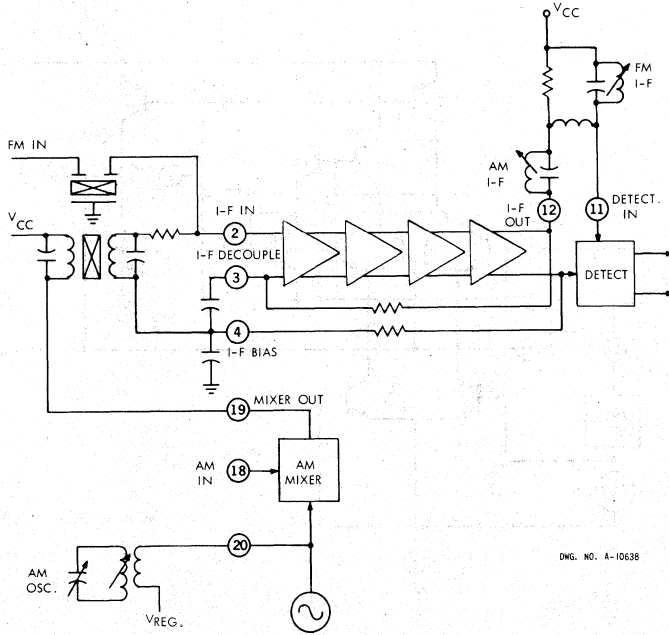 VCC
FM
I-F
FM IN
AM
I-F
VCC
I-F IN
2
I-F
OUT
12
11
DETECT.
IN
I-F DECOUPLE
3
DETECT
4
I-F BIAS
19
MIXER OUT
AM
IN
18
AM
MIXER
20
AM
OSC.
VREG.
DWG. NO. A-10638